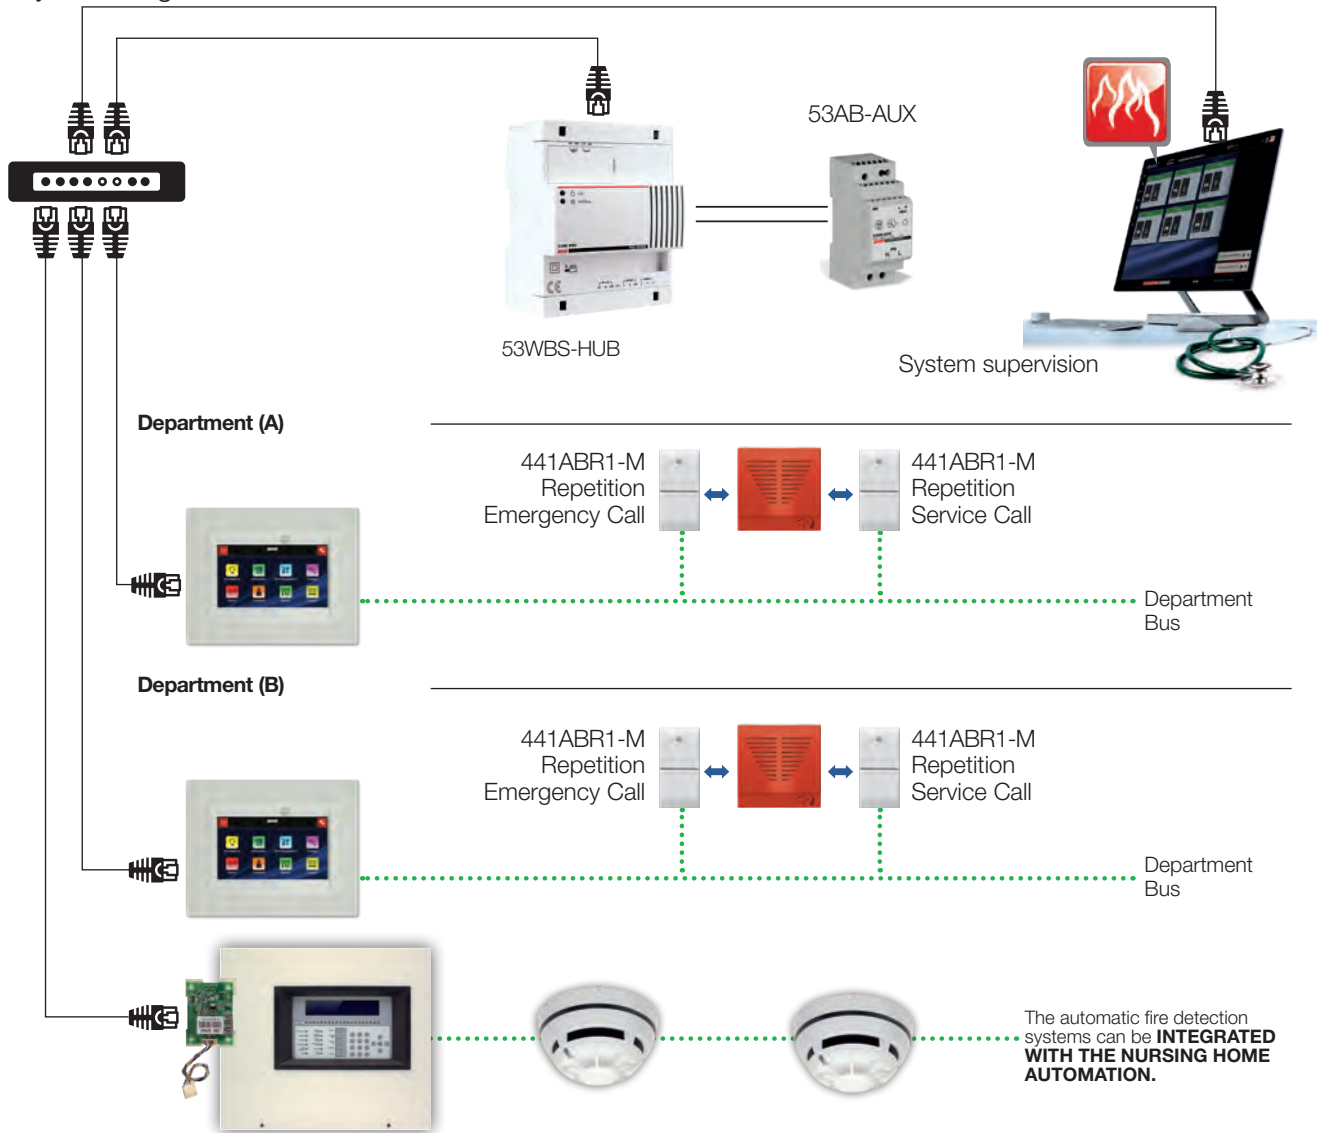 53AB-AUX
53WBS-HUB
System supervision
Department (A)
441ABR1-M
Repetition
Emergency Call
441ABR1-M
Repetition
Service Call
Department
Bus
Department (B)
441ABR1-M
Repetition
Emergency Call
441ABR1-M
Repetition
Service Call
Department
Bus
The automatic fire detection
systems can be INTEGRATED
WITH THE NURSING HOME
AUTOMATION.